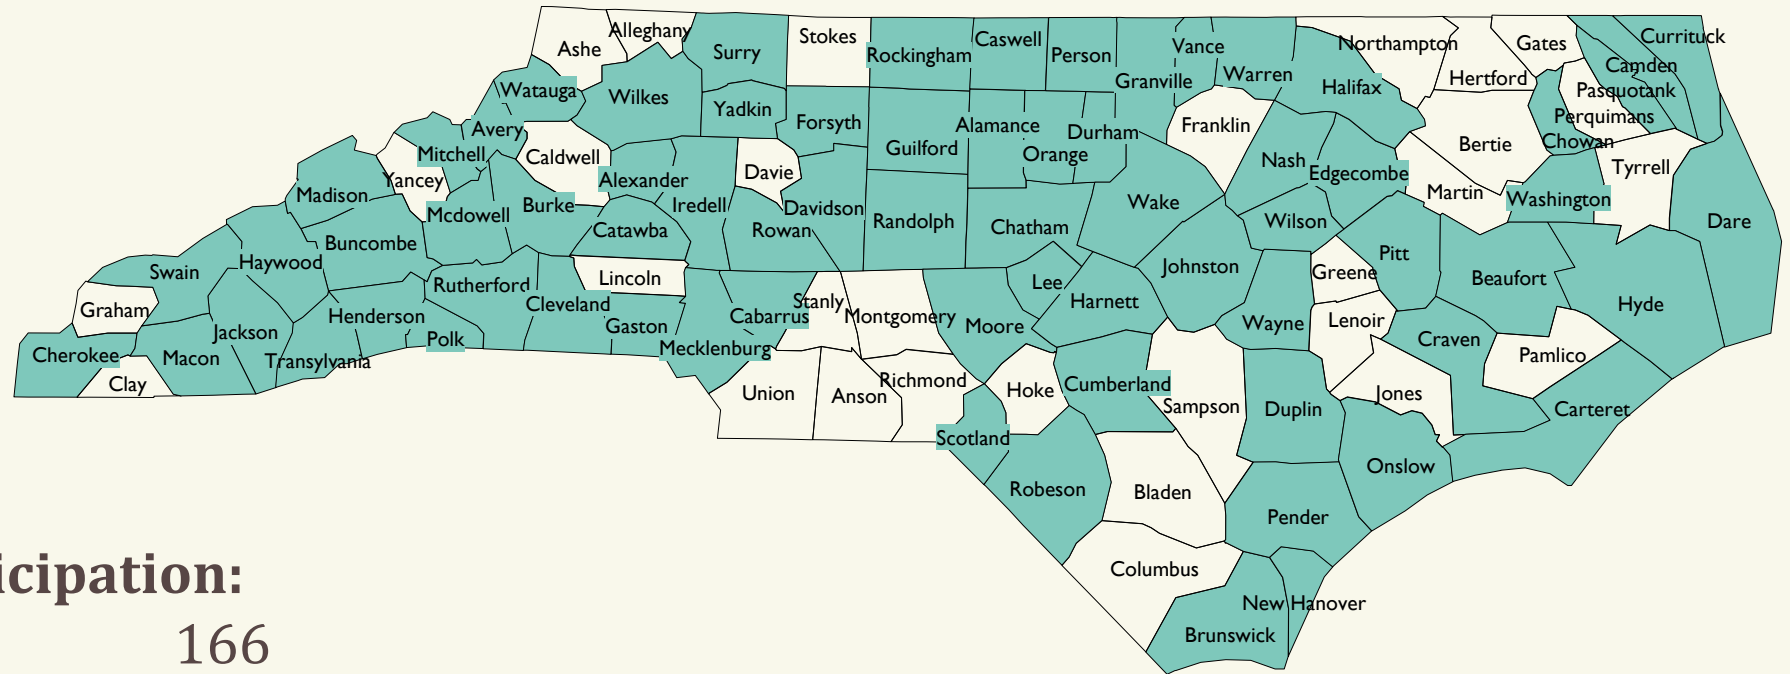 Alleghany
Ashe
Surry
Stokes
Rockingham
Caswell
Person
Vance
Granville
Warren
Northampton
Hertford
Gates
Currituck
Camden
Pasquotank
Perquimans
Chowan
Halifax
Watauga
Wilkes
Yadkin
Forsyth
Guilford
Alamance
Orange
Durham
Franklin
Nash
Edgecombe
Bertie
Martin
Washington
Tyrrell
Dare
Avery
Mitchell
Yancey
Caldwell
Alexander
Davie
Madison
Mcdowell
Burke
Iredell
Davidson
Rowan
Randolph
Chatham
Wake
Wilson
Buncombe
Catawba
Pitt
Beaufort
Hyde
Swain
Haywood
Rutherford
Lincoln
Johnston
Greene
Lee
Harnett
Graham
Jackson
Henderson
Cleveland
Gaston
Cabarrus
Stanly
Montgomery
Moore
Wayne
Lenoir
Craven
Pamlico
Cherokee
Macon
Transylvania
Polk
Mecklenburg
Clay
Union
Anson
Richmond
Hoke
Cumberland
Sampson
Duplin
Jones
Carteret
Scotland
Robeson
Bladen
Onslow
Pender
Columbus
New Hanover
Brunswick
icipation:
166